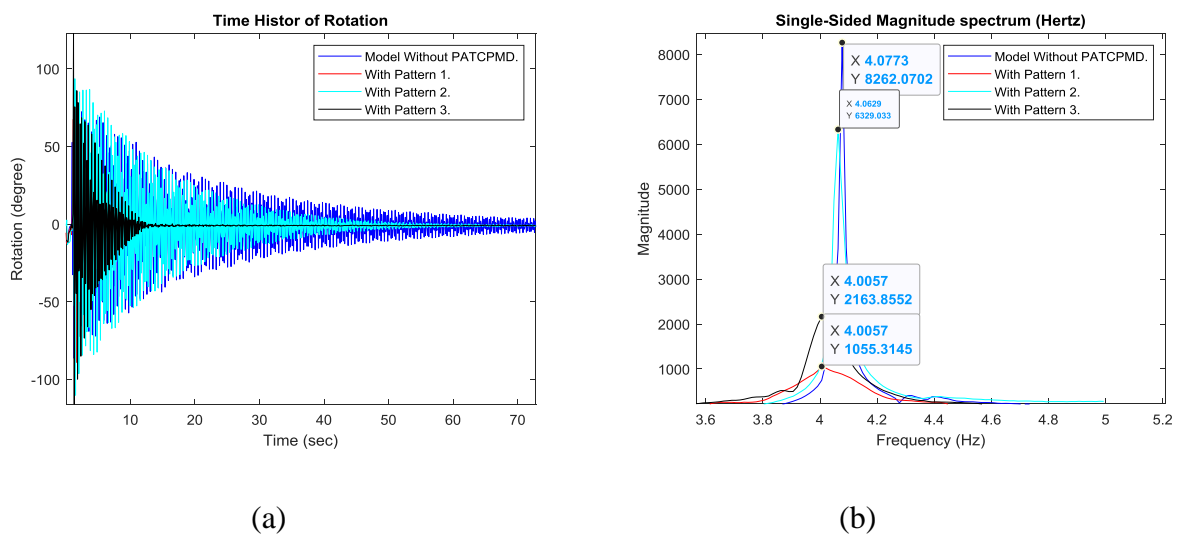 Time Histor of Rotation
Rotation (degree)
100
50
0
-50
-100
10
20
30
40
50
60
70
Time (sec)
Model Without PATCPMD.
With Pattern 1.
With Pattern 2.
With Pattern 3.
(a)
Single-Sided Magnitude spectrum (Hertz)
Magnitude
8000
7000
6000
5000
4000
3000
2000
1000
3.6
3.8
4
4.2
4.4
4.6
4.8
5
5.2
Frequency (Hz)
Model Without PATCPMD.
With Pattern 1.
With Pattern 2.
With Pattern 3.
X 4.0773
Y 8262.0702
X 4.0629
Y 6329.033
X 4.0057
Y 2163.8552
X 4.0057
Y 1055.3145
(b)